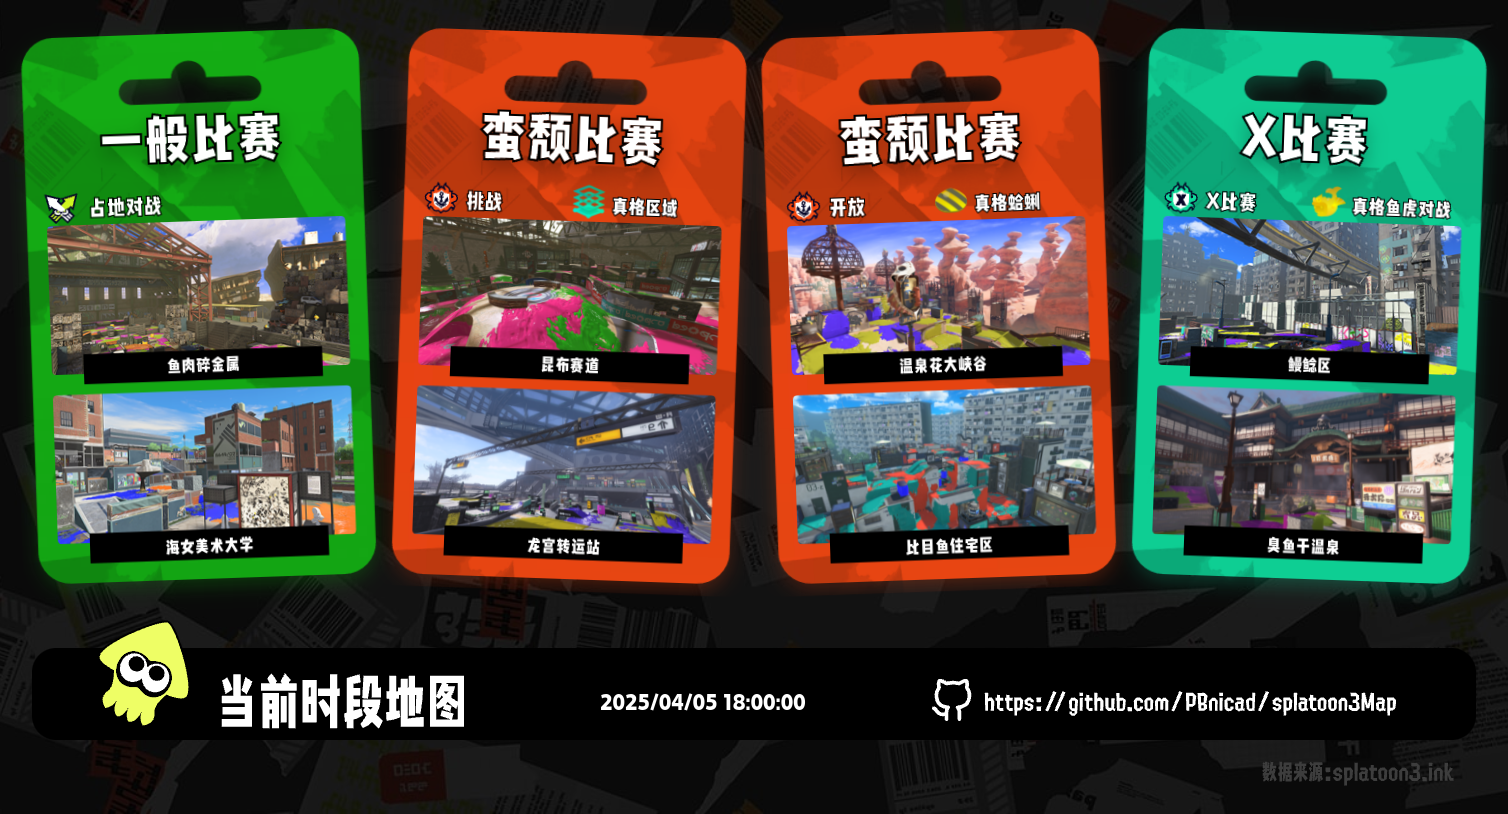 一般比赛
占地对战
鱼肉碎金属
海女美术大学
蛮颓比赛
挑战
真格区域
昆布赛道
龙宫转运站
蛮颓比赛
开放
真格蛤蜊
温泉花大峡谷
比目鱼住宅区
X比赛
X比赛
真格鱼虎对战
鳗鲶区
臭鱼干温泉
当前时段地图
2025/04/05 18:00:00
https://github.com/PBnicad/splatoon3Map
数据来源:splatoon3.ink